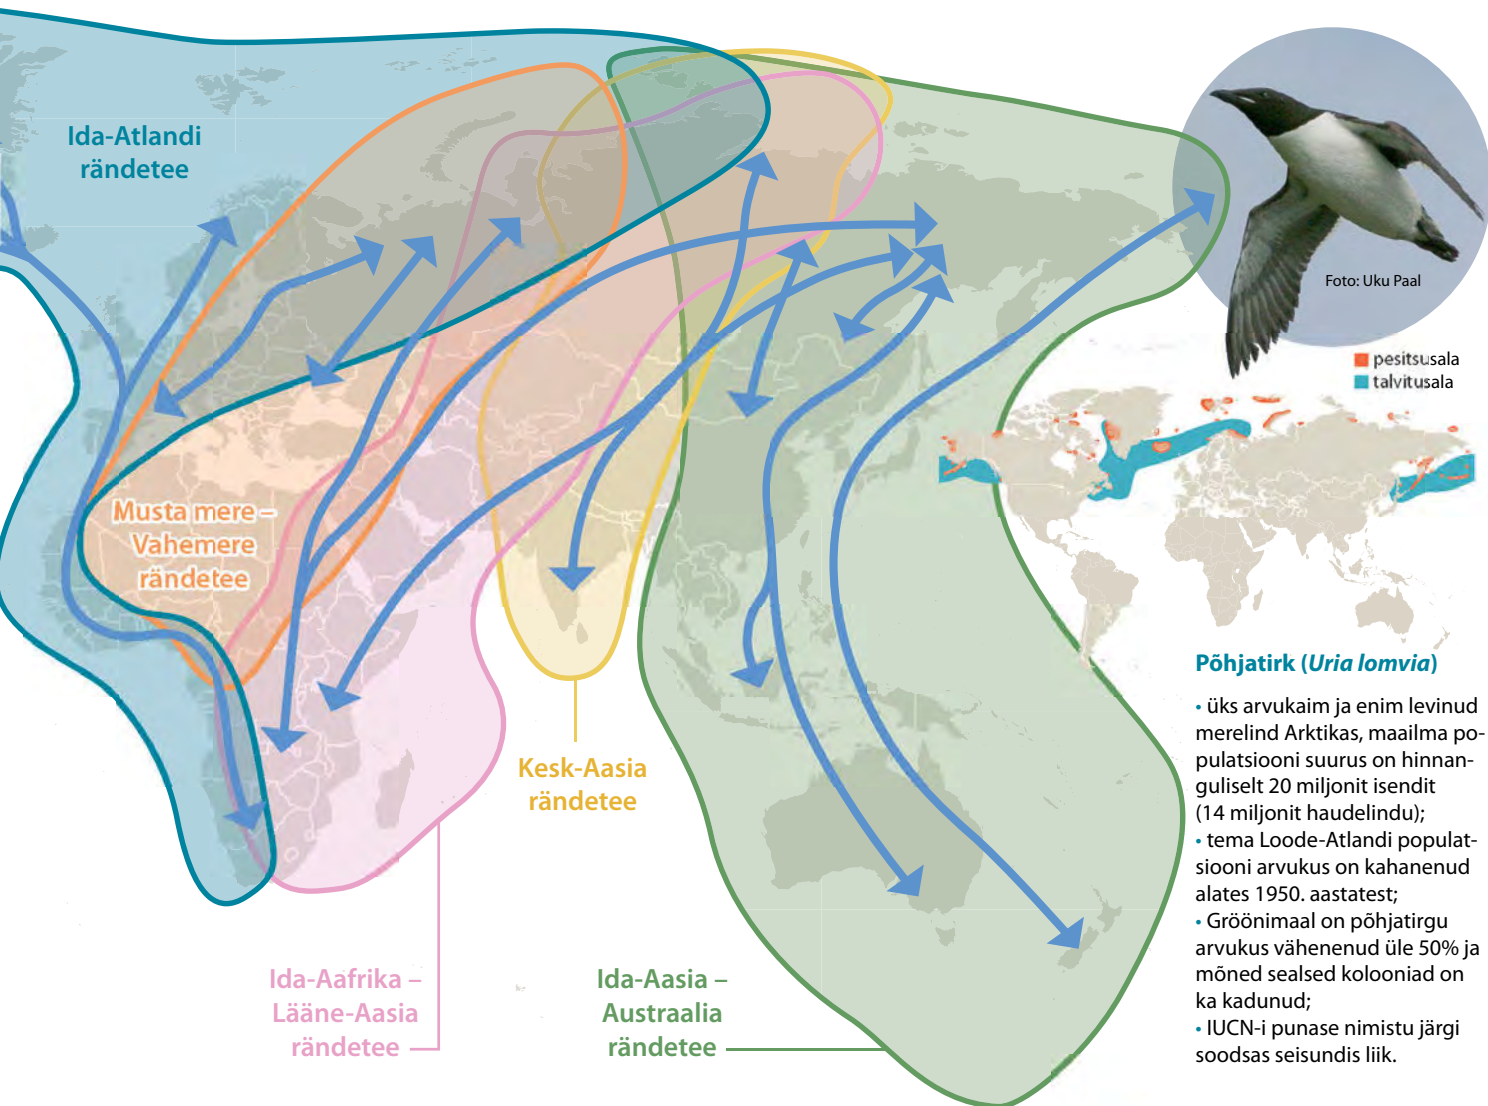 Ida-Atlandi
rändetee
Musta mere –
Vahemere
rändetee
Kesk-Aasia
rändetee
Ida-Aafrika –
Lääne-Aasia
rändetee
Ida-Aasia –
Austraalia
rändetee
Foto: Uku Paal
pesitsusala
talvitusala
Põhjatirk (Uria lomvia)
• üks arvukaim ja enim levinud
merelind Arktikas, maailma po-
pulatsiooni suurus on hinnan-
guliselt 20 miljonit isendit
(14 miljonit haudelindu);
• tema Loode-Atlandi populat-
siooni arvukus on kahanenud
alates 1950. aastatest;
• Gröönimaal on põhjatirgu
arvukus vähenenud üle 50% ja
mõned sealsed kolooniad on
ka kadunud;
• IUCN-i punase nimistu järgi
soodsas seisundis liik.